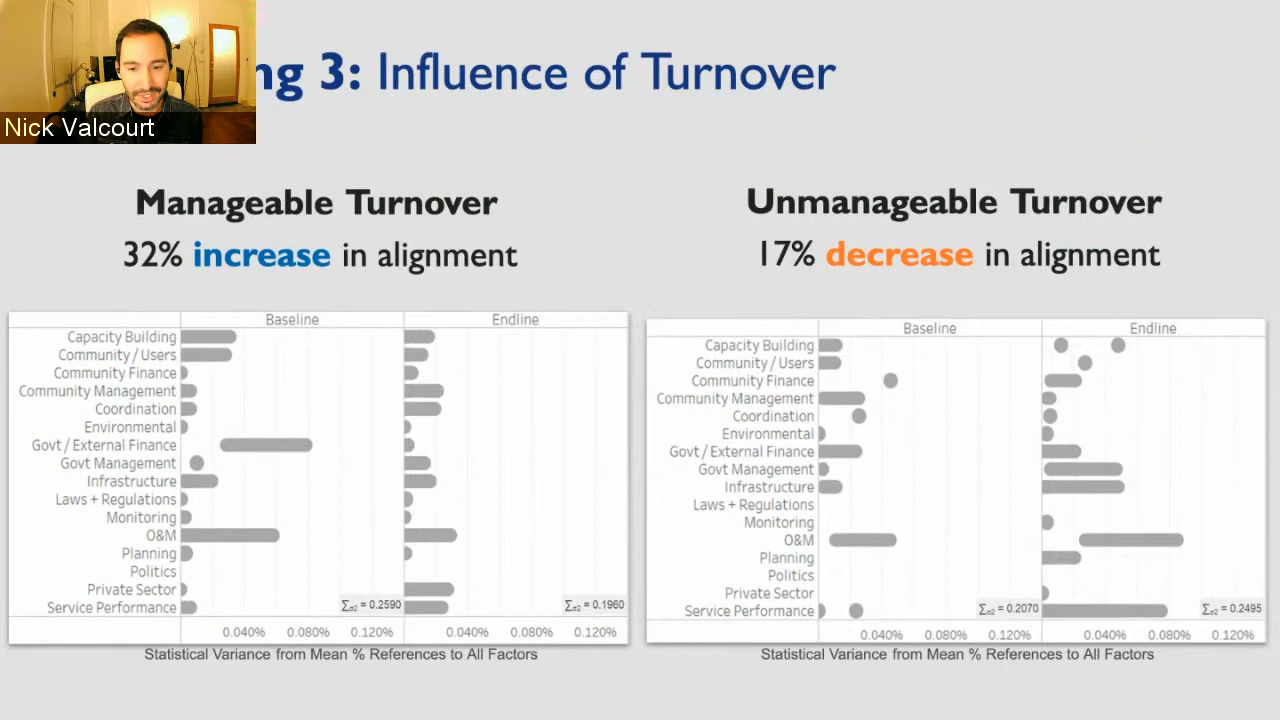 ng 3: Influence of Turnover
Nick Valcourt
Manageable Turnover
32% increase in alignment
Baseline
Endline
Capacity Building
Community / Users
Community Finance
Community Management
Coordination
Environmental
Govt / External Finance
Govt Management
Infrastructure
Laws + Regulations
Monitoring
O&M
Planning
Politics
Private Sector
Service Performance
∑σ2 = 0.2590
∑σ2 = 0.1960
0.040% 0.080% 0.120% 0.040% 0.080% 0.120%
Statistical Variance from Mean % References to All Factors
Unmanageable Turnover
17% decrease in alignment
Baseline
Endline
Capacity Building
Community / Users
Community Finance
Community Management
Coordination
Environmental
Govt / External Finance
Govt Management
Infrastructure
Laws + Regulations
Monitoring
O&M
Planning
Politics
Private Sector
Service Performance
∑σ2 = 0.2070
∑σ2 = 0.2495
0.040% 0.080% 0.120% 0.040% 0.080% 0.120%
Statistical Variance from Mean % References to All Factors